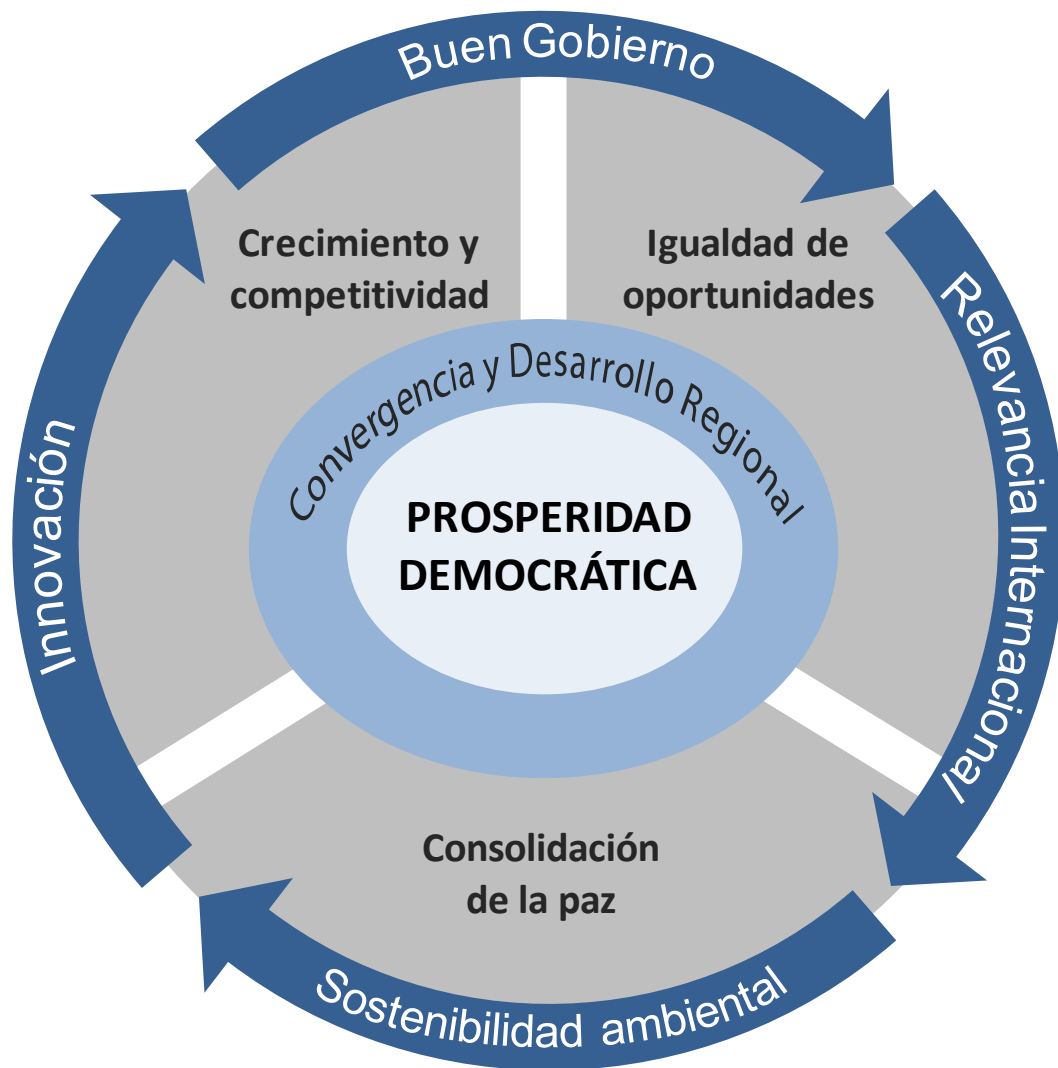 Buen Gobierno
Crecimiento y
competitividad
Igualdad de
oportunidades
Relevancia Internacional
Convergencia y Desarrollo Regional
PROSPERIDAD
DEMOCRÁTICA
Innovación
Consolidación
de la paz
Sostenibilidad ambiental